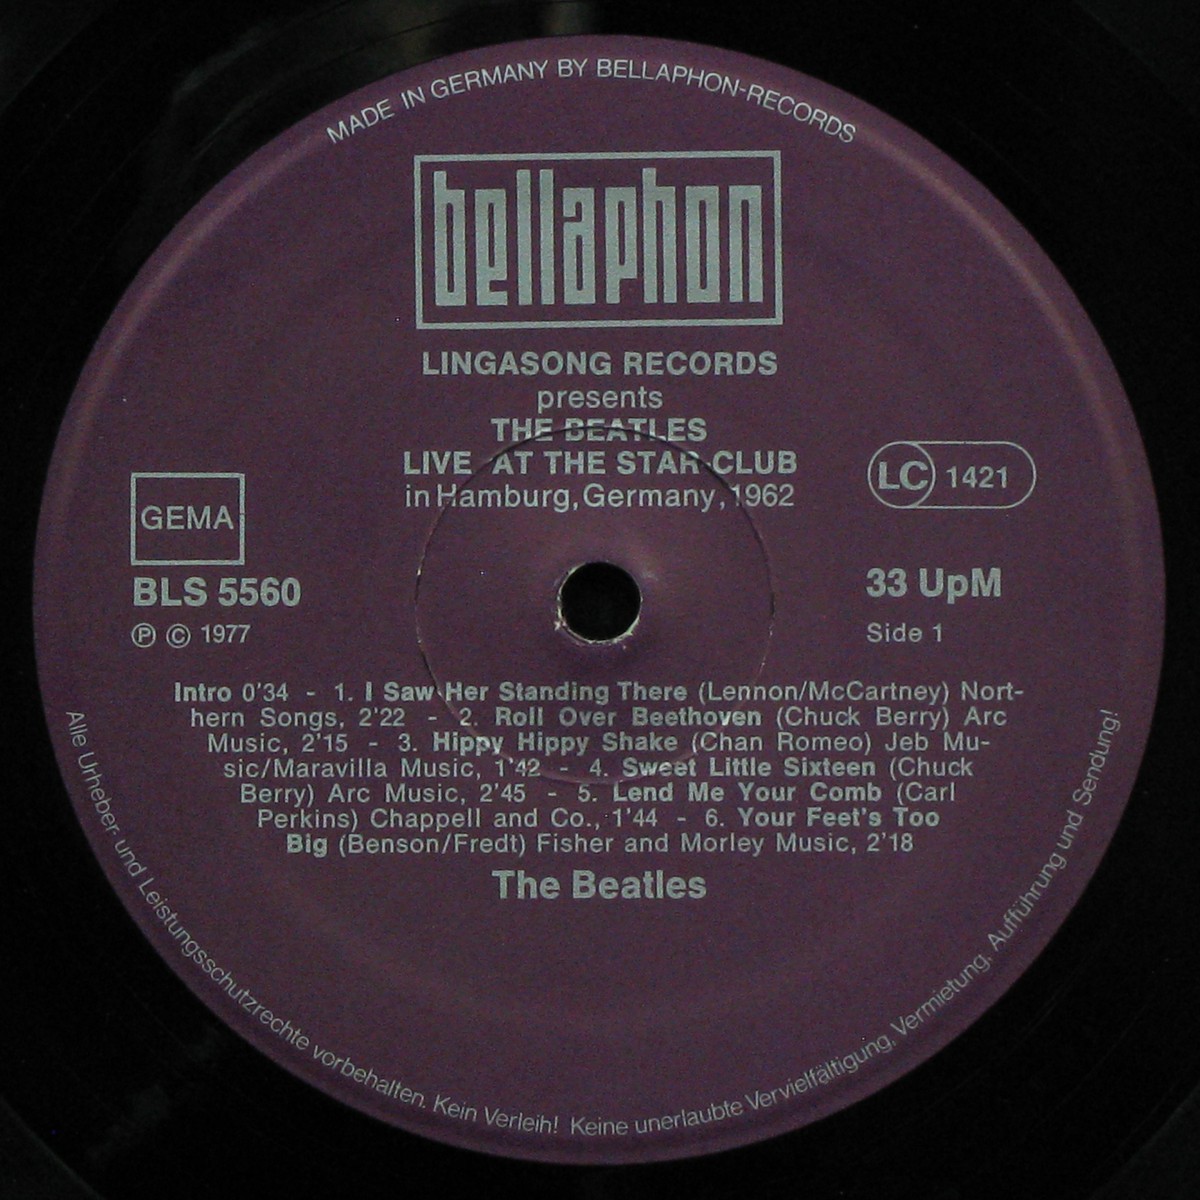 MADE IN GERMANY BY BELLAPHON-RECORDS
bellaphon
LINGASONG RECORDS
presents
THE BEATLES
LIVE AT THE STAR-CLUB
in Hamburg, Germany, 1962
GEMA
BLS 5560
Ⓟ © 1977
LC 1421
33 UpM
Side 1
Intro 0'34 - 1. I Saw Her Standing There (Lennon/McCartney) Nort-
hern Songs, 2'22 - 2. Roll Over Beethoven (Chuck Berry) Arc
Music, 2'15 - 3. Hippy Hippy Shake (Chan Romeo) Jeb Mu-
sic/Maravilla Music, 1'42 - 4. Sweet Little Sixteen (Chuck
Berry) Arc Music, 2'45 - 5. Lend Me Your Comb (Carl
Perkins) Chappell and Co., 1'44 - 6. Your Feet's Too
Big (Benson/Fredt) Fisher and Morley Music, 2'18
The Beatles
Alle Urheber- und Leistungsschutzrechte vorbehalten. Kein Verleih! Keine unerlaubte Vervielfältigung, Vermietung, Aufführung und Sendung!